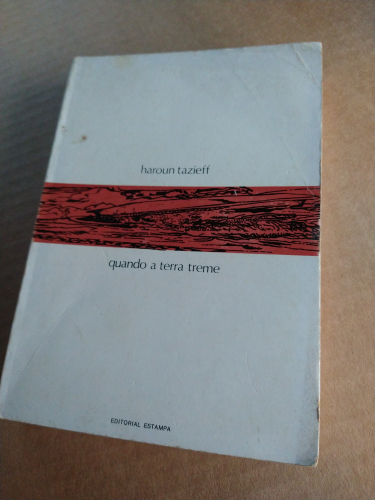 haroun tazieff
quando a terra treme
EDITORIAL ESTAMPA